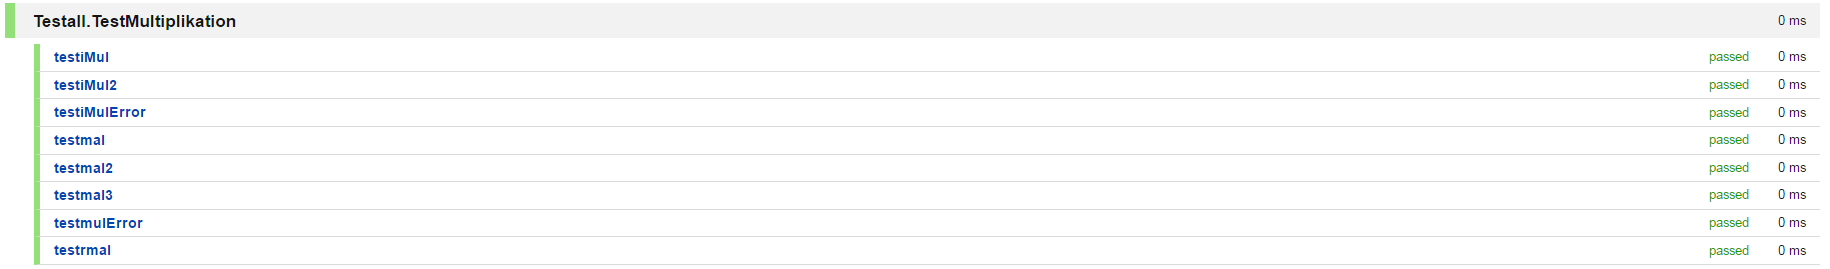 Testall.TestMultiplikation 0 ms
testiMul passed 0 ms
testiMul2 passed 0 ms
testiMulError passed 0 ms
testmal passed 0 ms
testmal2 passed 0 ms
testmal3 passed 0 ms
testmulError passed 0 ms
testrmal passed 0 ms